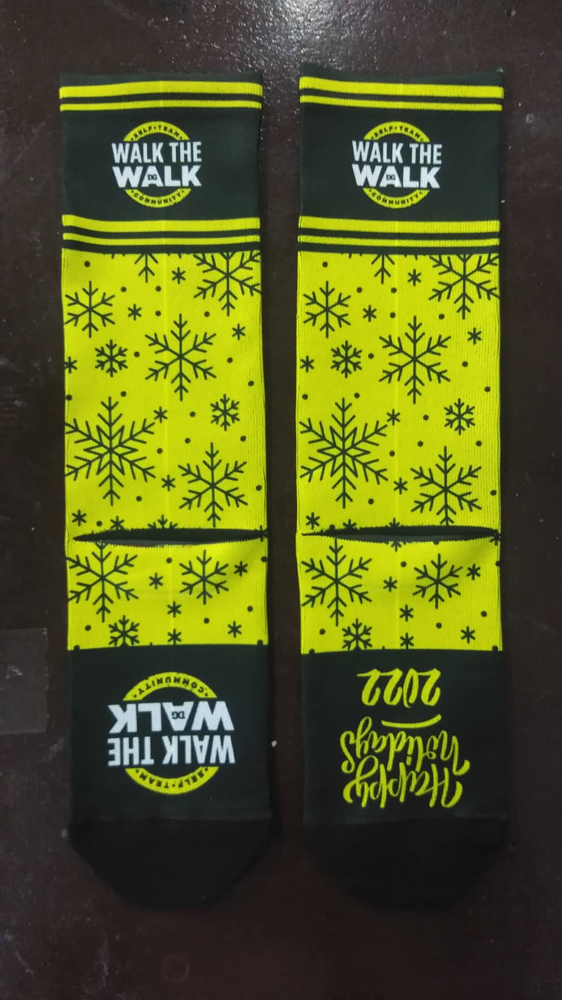 SELF • TEAM
WALK THE
WALK
DG
• COMMUNITY •
SELF • TEAM
WALK THE
WALK
DG
• COMMUNITY •
SELF • TEAM
WALK THE
WALK
DG
• COMMUNITY •
Happy
holidays
2022